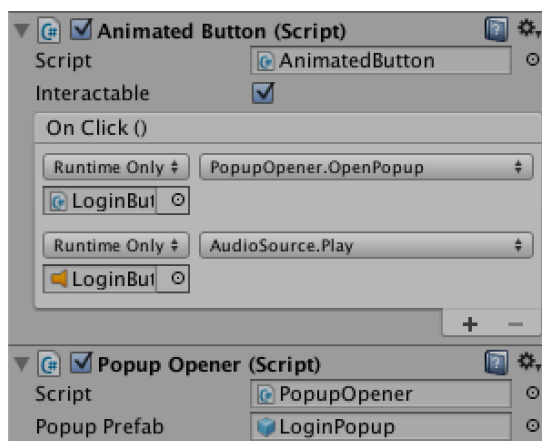 Animated Button (Script)
Script AnimatedButton
Interactable
On Click ()
Runtime Only PopupOpener.OpenPopup
LoginBut
Runtime Only AudioSource.Play
LoginBut
+ −
Popup Opener (Script)
Script PopupOpener
Popup Prefab LoginPopup